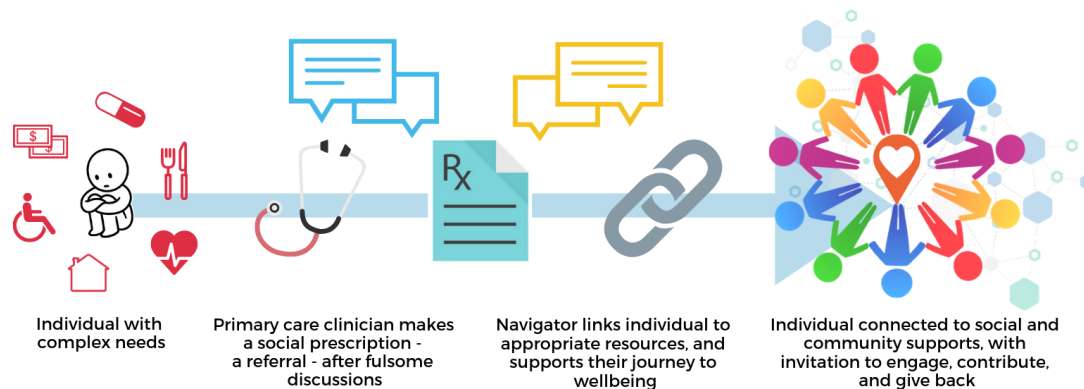 $
$
Rx
Individual with
complex needs
Primary care clinician makes
a social prescription -
a referral - after fulsome
discussions
Navigator links individual to
appropriate resources, and
supports their journey to
wellbeing
Individual connected to social and
community supports, with
invitation to engage, contribute,
and give back